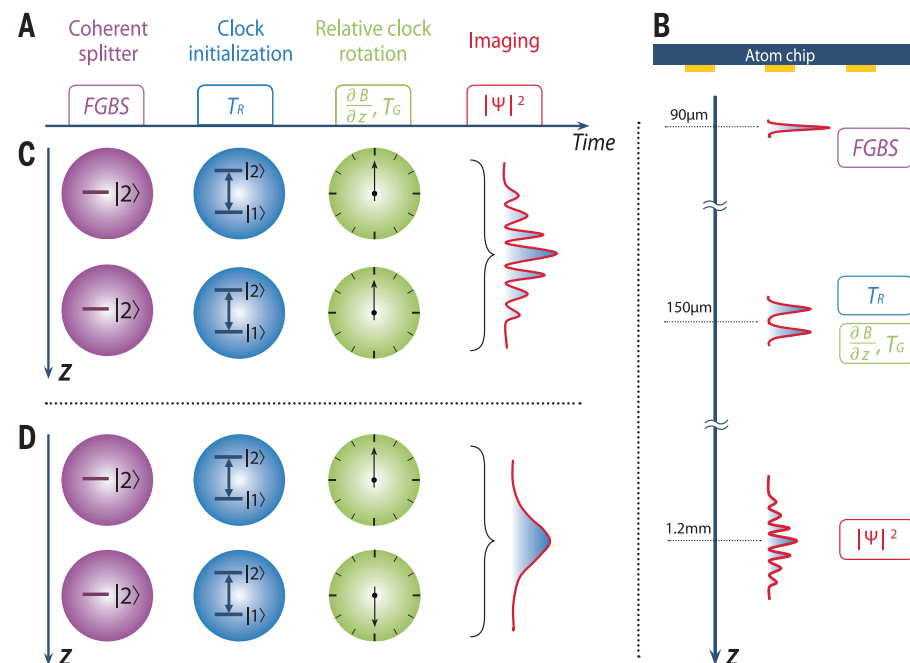 A
Coherent
splitter
Clock
initialization
Relative clock
rotation
Imaging
FGBS
T_R
∂B/∂z, T_G
|Ψ|²
Time
C
|2⟩
|2⟩
|1⟩
|2⟩
|2⟩
|1⟩
z
D
|2⟩
|2⟩
|1⟩
|2⟩
|2⟩
|1⟩
z
B
Atom chip
90μm
FGBS
T_R
150μm
∂B/∂z, T_G
1.2mm
|Ψ|²
z